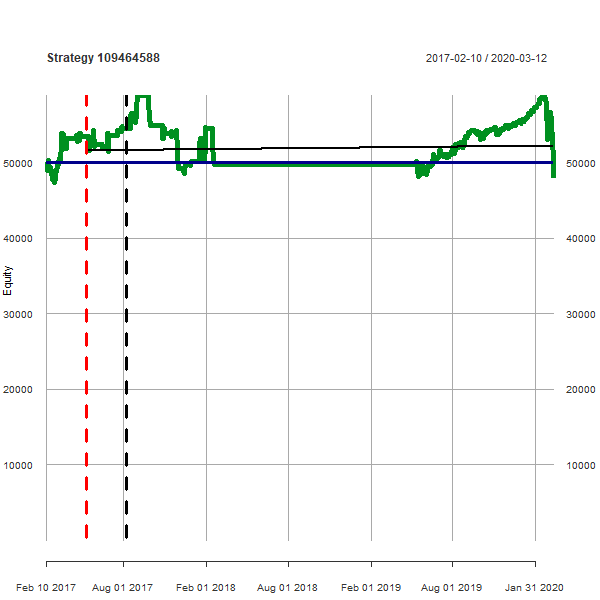 Strategy 109464588
2017-02-10 / 2020-03-12
50000
50000
40000
40000
Equity
30000
30000
20000
20000
10000
10000
Feb 10 2017
Aug 01 2017
Feb 01 2018
Aug 01 2018
Feb 01 2019
Aug 01 2019
Jan 31 2020